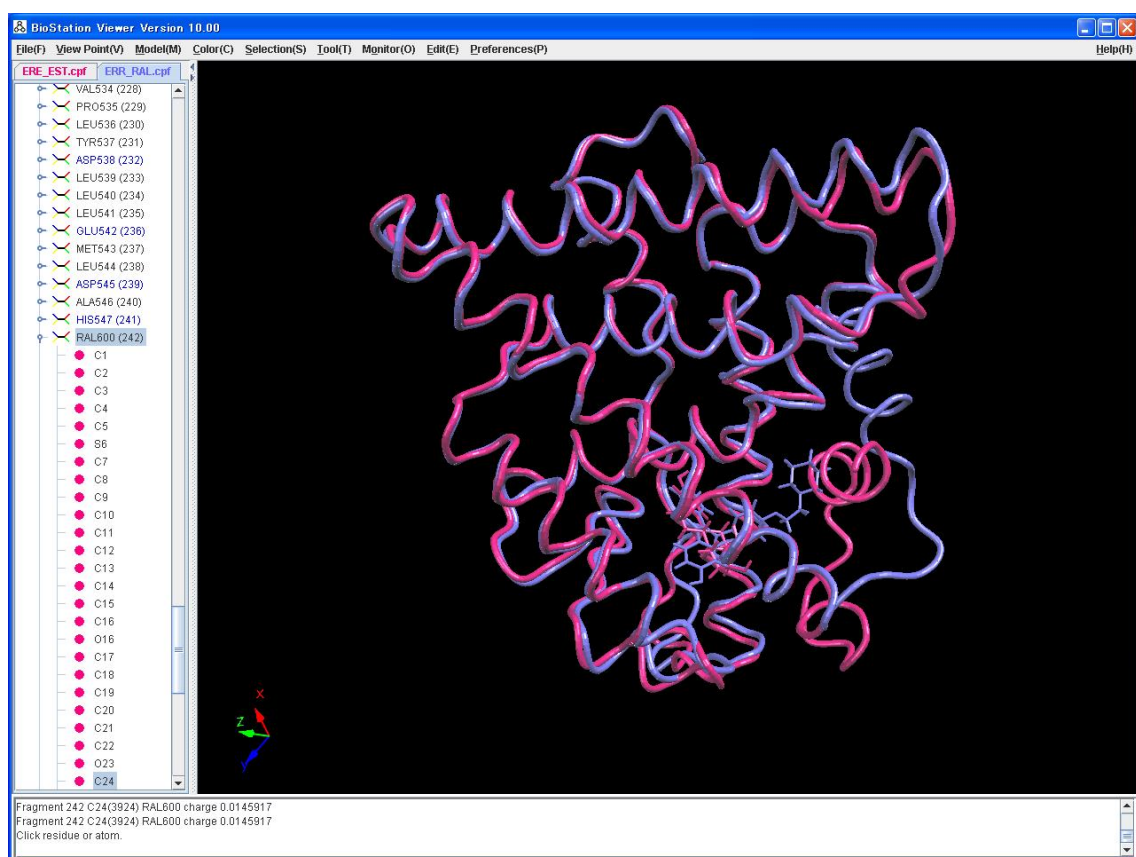 BioStation Viewer Version 10.00
File(F) View Point(V) Model(M) Color(C) Selection(S) Tool(T) Monitor(O) Edit(E) Preferences(P) Help(H)
ERE_EST.cpf ERR_RAL.cpf
VAL534 (228)
PRO535 (229)
LEU536 (230)
TYR537 (231)
ASP538 (232)
LEU539 (233)
LEU540 (234)
LEU541 (235)
GLU542 (236)
MET543 (237)
LEU544 (238)
ASP545 (239)
ALA546 (240)
HIS547 (241)
RAL600 (242)
C1
C2
C3
C4
C5
S6
C7
C8
C9
C10
C11
C12
C13
C14
C15
C16
O16
C17
C18
C19
C20
C21
C22
O23
C24
X
Z
Y
Fragment 242 C24(3924) RAL600 charge 0.0145917
Fragment 242 C24(3924) RAL600 charge 0.0145917
Click residue or atom.